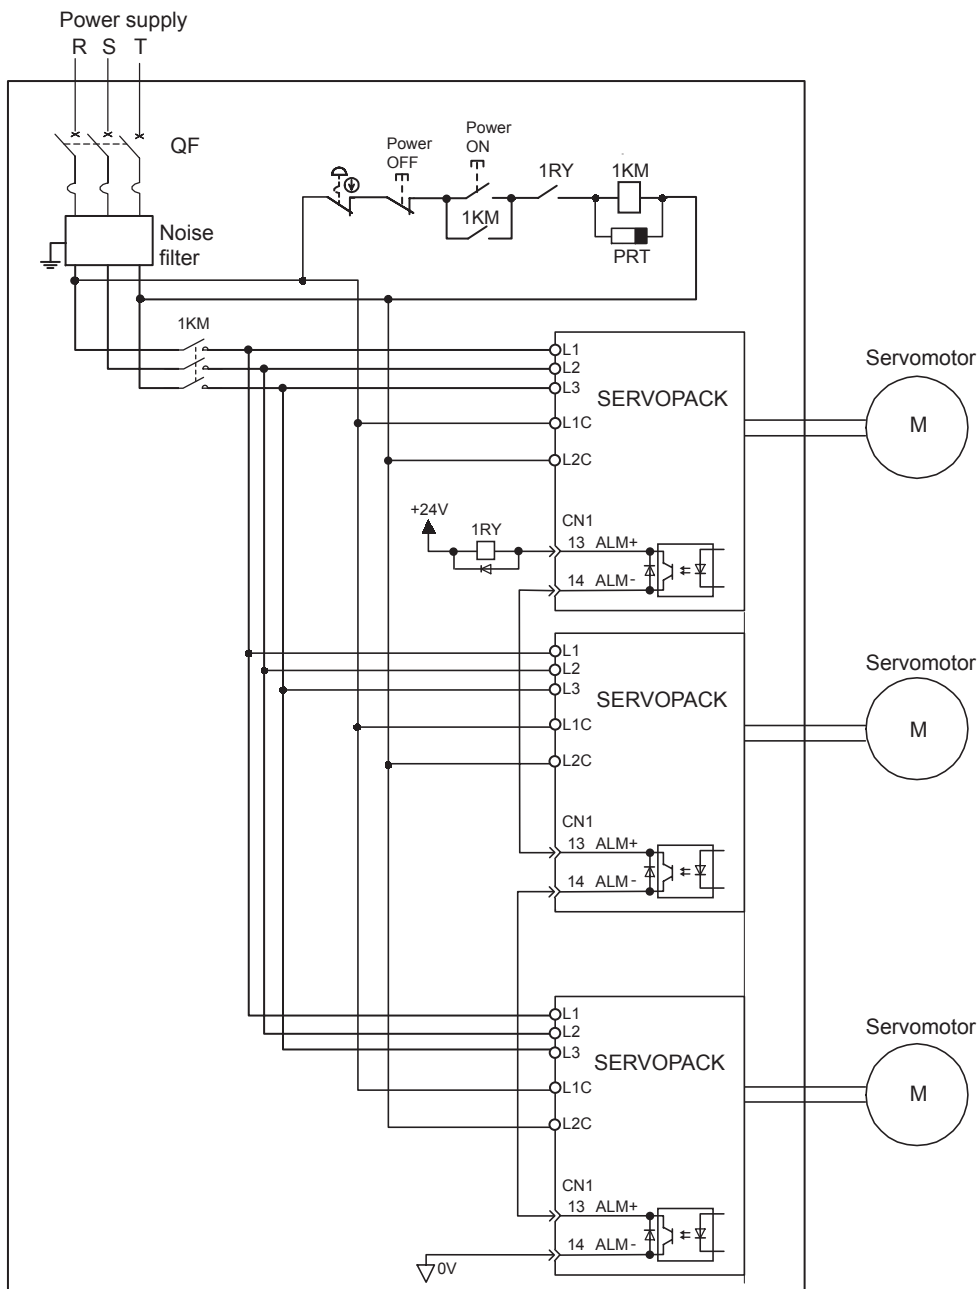 Power supply
R S T
QF
Power
OFF
Power
ON
1RY
1KM
1KM
PRT
Noise
filter
1KM
L1
L2
L3
L1C
L2C
SERVOPACK
Servomotor
M
+24V
1RY
CN1
13 ALM+
14 ALM-
L1
L2
L3
L1C
L2C
SERVOPACK
Servomotor
M
CN1
13 ALM+
14 ALM-
L1
L2
L3
L1C
L2C
SERVOPACK
Servomotor
M
CN1
13 ALM+
14 ALM-
0V